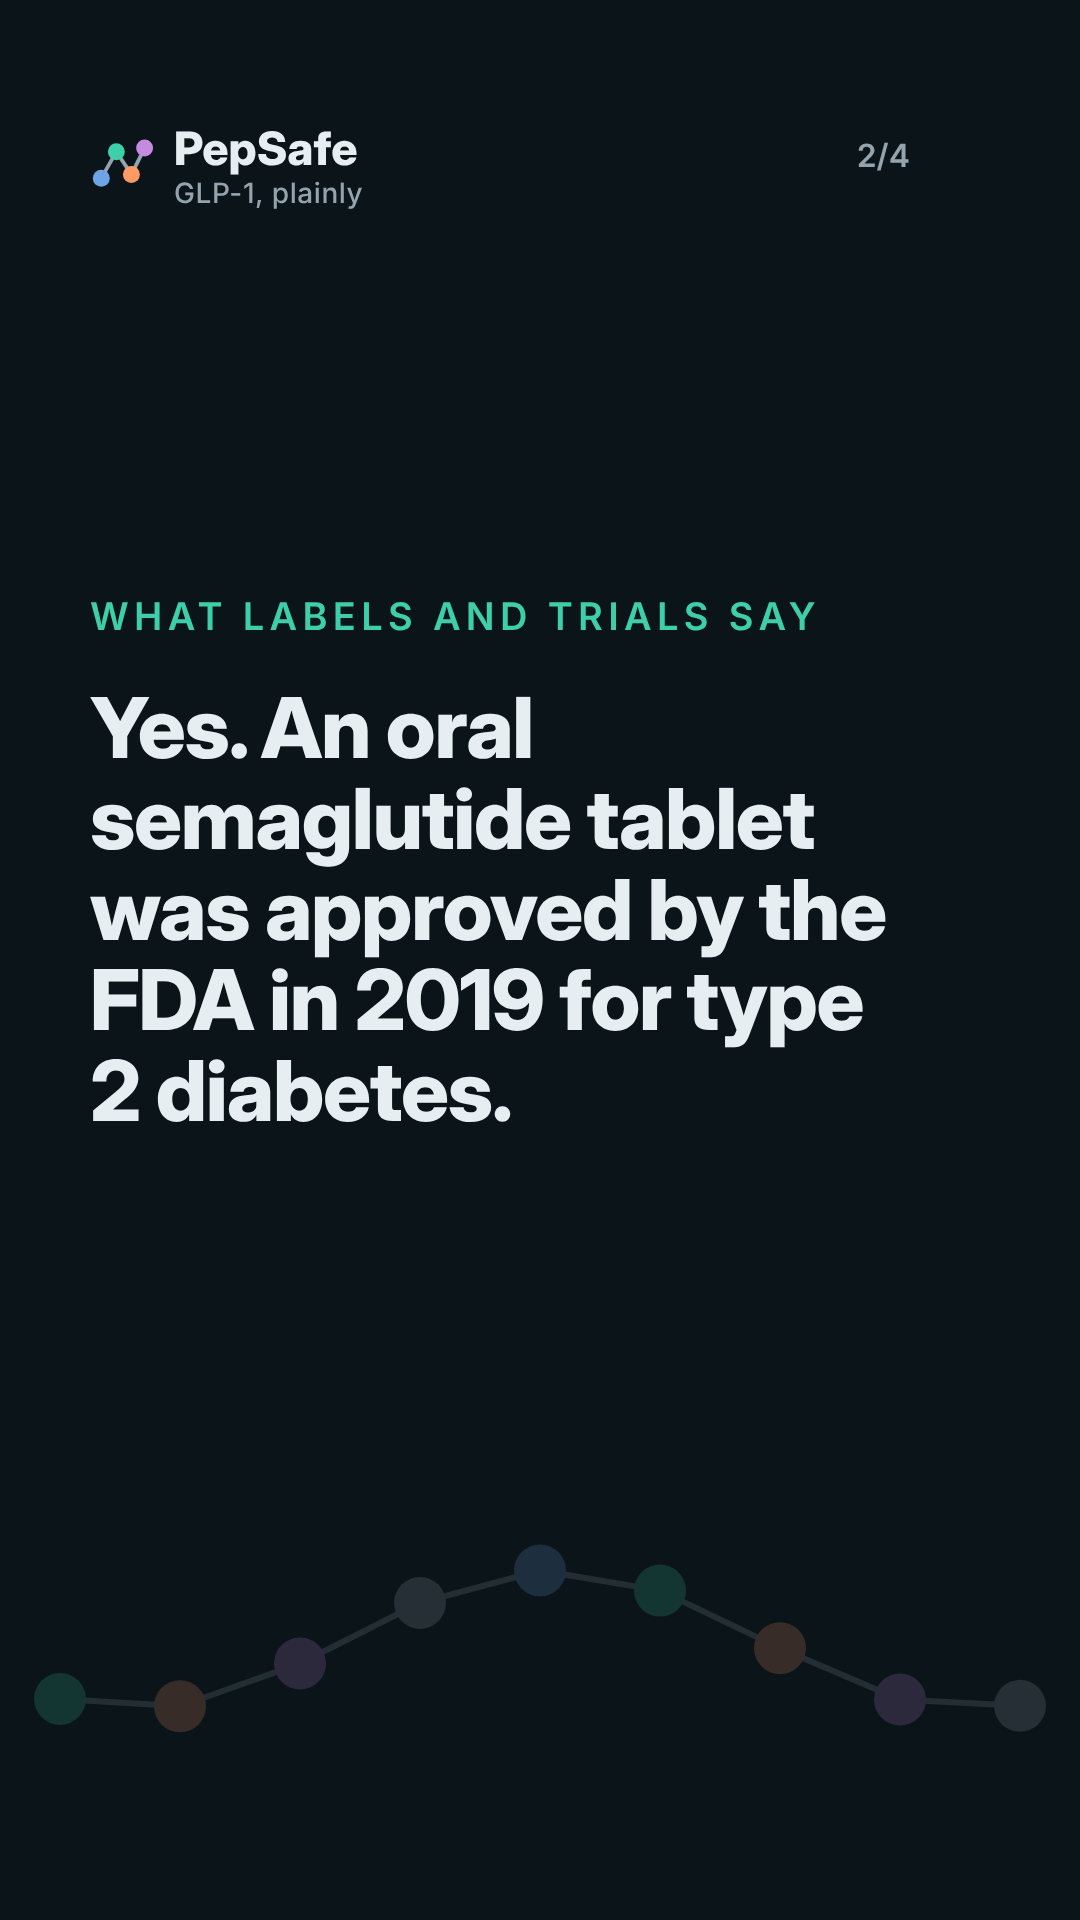 PepSafe
GLP-1, plainly
2/4
WHAT LABELS AND TRIALS SAY
Yes. An oral
semaglutide tablet
was approved by the
FDA in 2019 for type
2 diabetes.